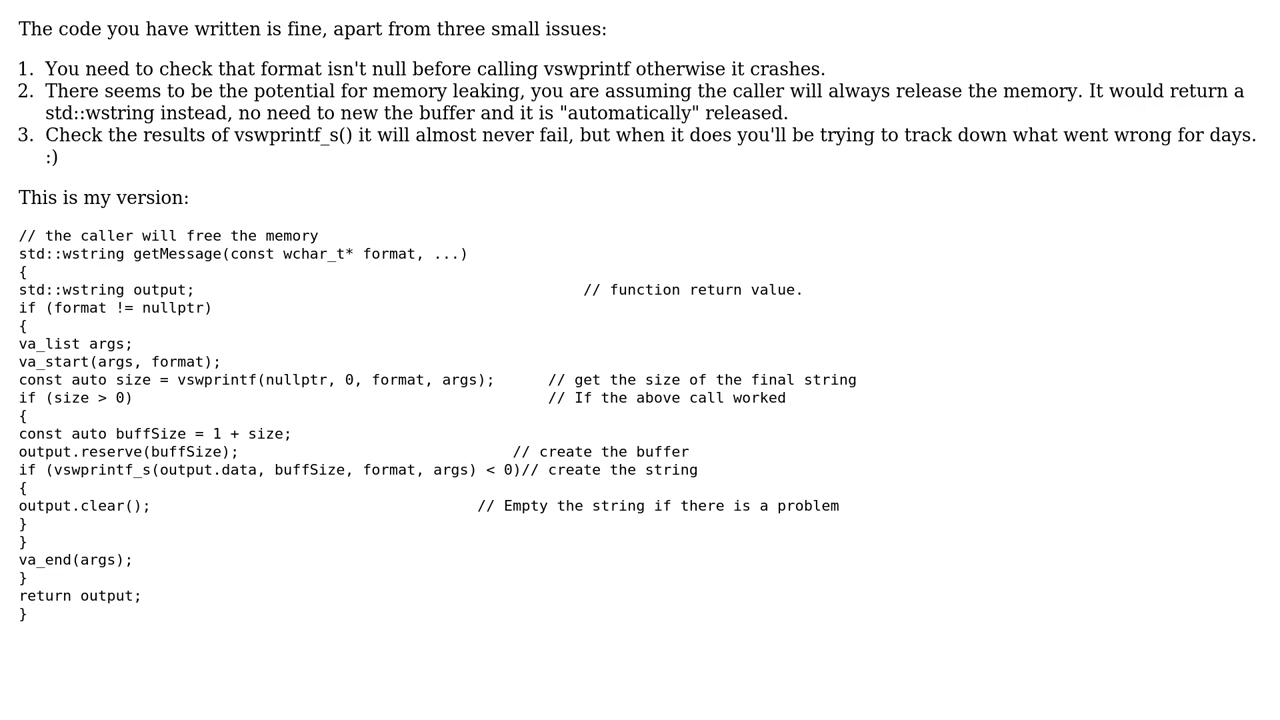 The code you have written is fine, apart from three small issues:
1. You need to check that format isn't null before calling vswprintf otherwise it crashes.
2. There seems to be the potential for memory leaking, you are assuming the caller will always release the memory. It would return a
std::wstring instead, no need to new the buffer and it is "automatically" released.
3. Check the results of vswprintf_s() it will almost never fail, but when it does you'll be trying to track down what went wrong for days.
:)
This is my version:
// the caller will free the memory
std::wstring getMessage(const wchar_t* format, ...)
{
std::wstring output;                                            // function return value.
if (format != nullptr)
{
va_list args;
va_start(args, format);
const auto size = vswprintf(nullptr, 0, format, args);      // get the size of the final string
if (size > 0)                                               // If the above call worked
{
const auto buffSize = 1 + size;
output.reserve(buffSize);                               // create the buffer
if (vswprintf_s(output.data, buffSize, format, args) < 0)// create the string
{
output.clear();                                     // Empty the string if there is a problem
}
}
va_end(args);
}
return output;
}